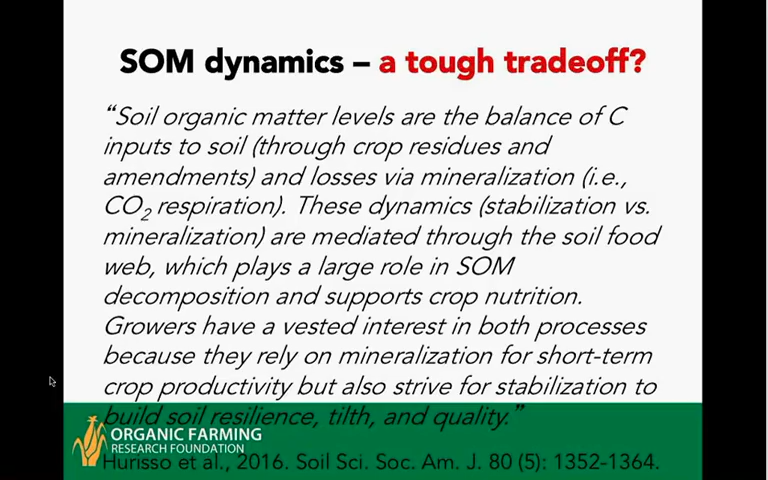 SOM dynamics – a tough tradeoff?
“Soil organic matter levels are the balance of C
inputs to soil (through crop residues and
amendments) and losses via mineralization (i.e.,
CO₂ respiration). These dynamics (stabilization vs.
mineralization) are mediated through the soil food
web, which plays a large role in SOM
decomposition and supports crop nutrition.
Growers have a vested interest in both processes
because they rely on mineralization for short-term
crop productivity but also strive for stabilization to
build soil resilience, tilth, and quality.”
ORGANIC FARMING
RESEARCH FOUNDATION
Hurisso et al., 2016. Soil Sci. Soc. Am. J. 80 (5): 1352-1364.